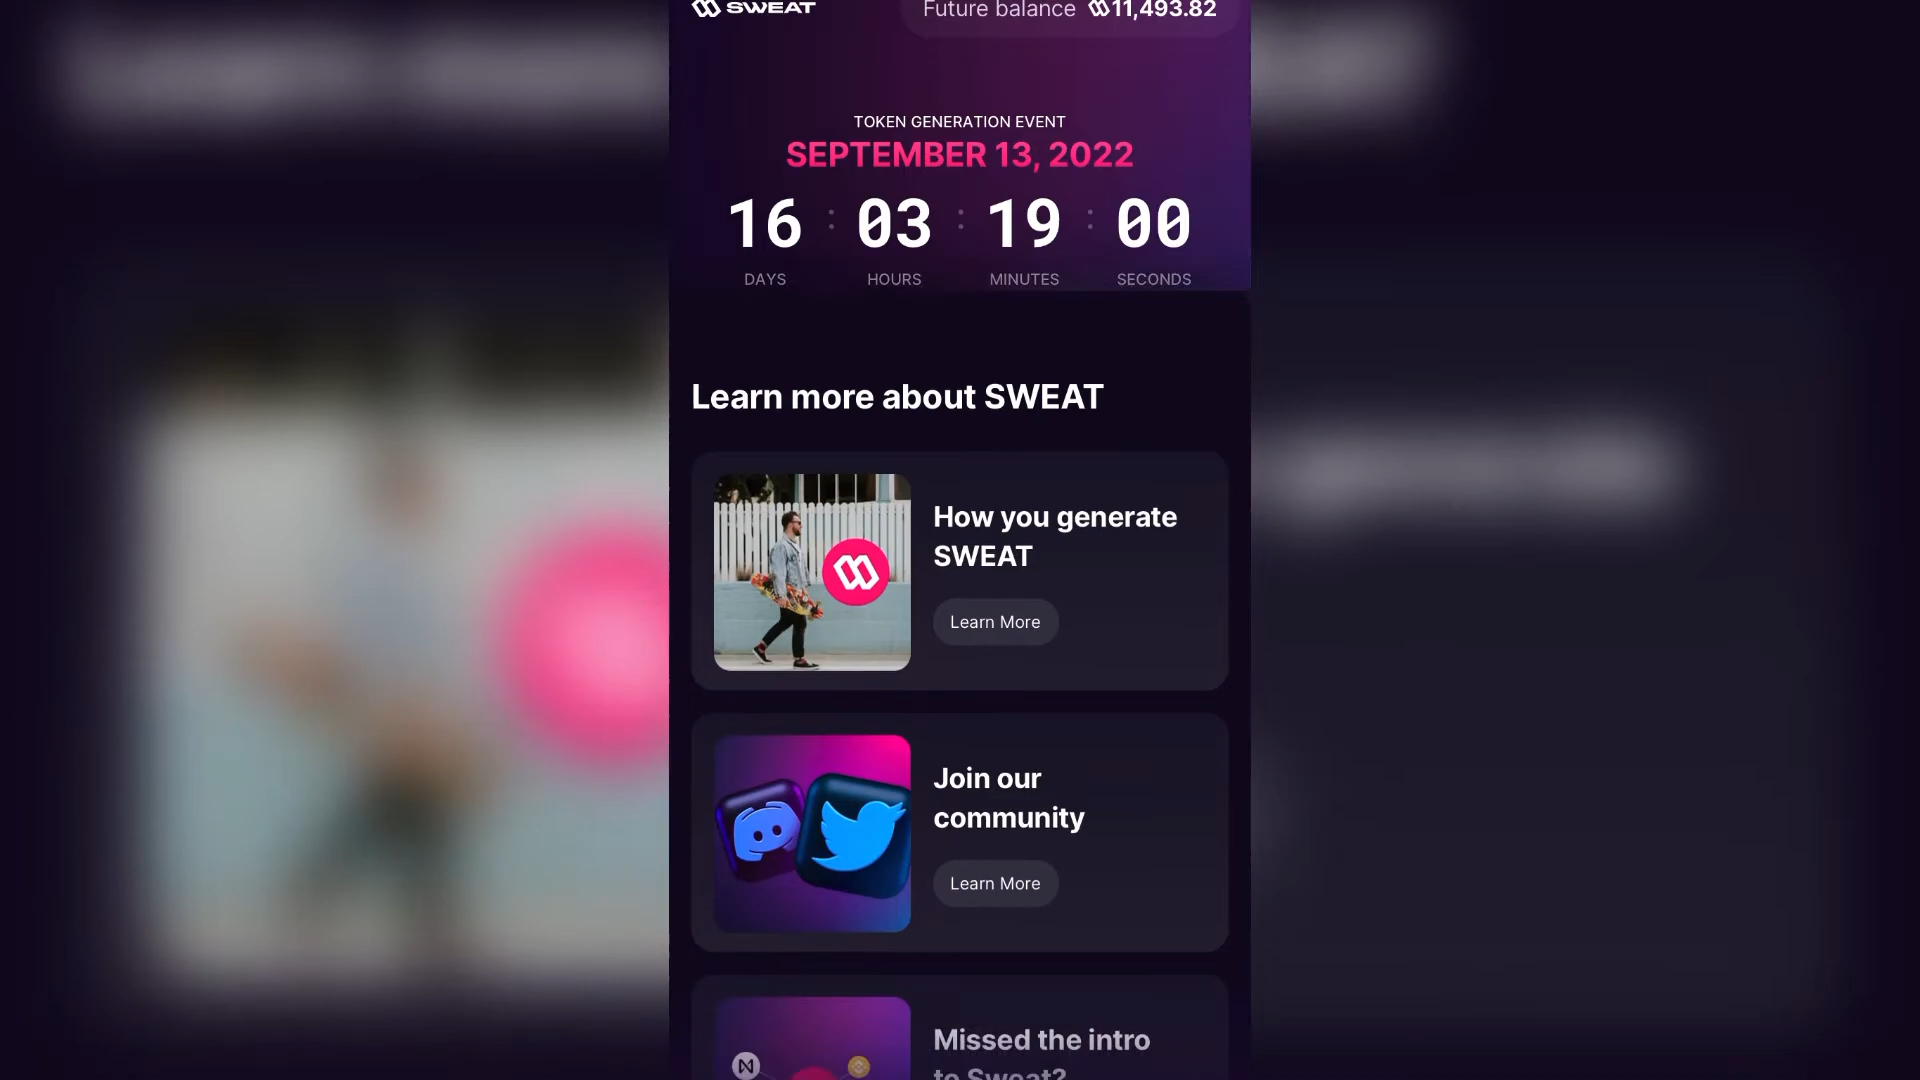 SWEAT
Future balance 11,493.82
TOKEN GENERATION EVENT
SEPTEMBER 13, 2022
16 : 03 : 19 : 00
DAYS HOURS MINUTES SECONDS
Learn more about SWEAT
How you generate
SWEAT
Learn More
Join our
community
Learn More
Missed the intro
to Sweat?